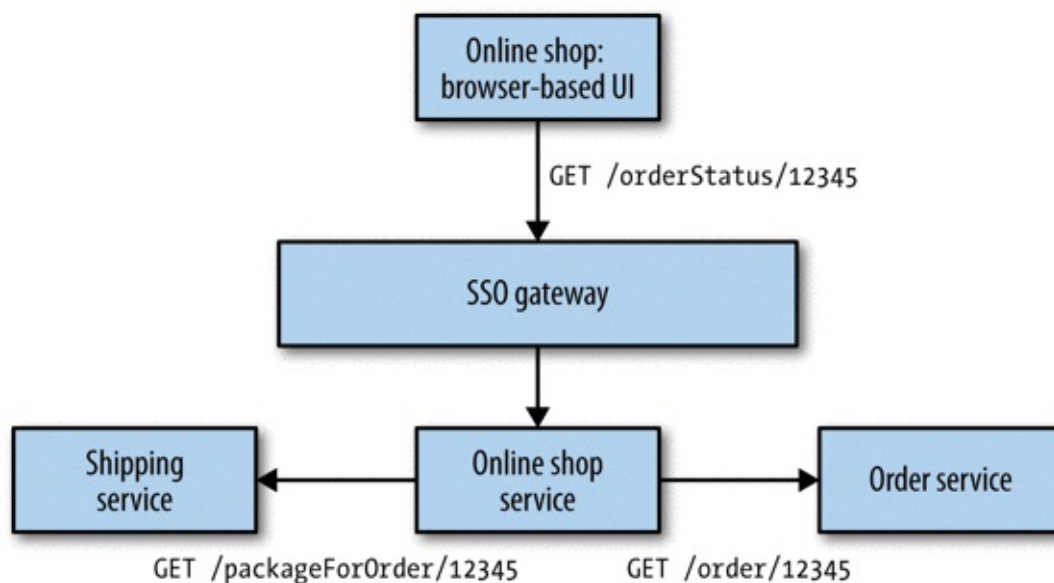 Online shop:
browser-based UI
GET /orderStatus/12345
SSO gateway
Shipping
service
Online shop
service
Order service
GET /packageForOrder/12345
GET /order/12345